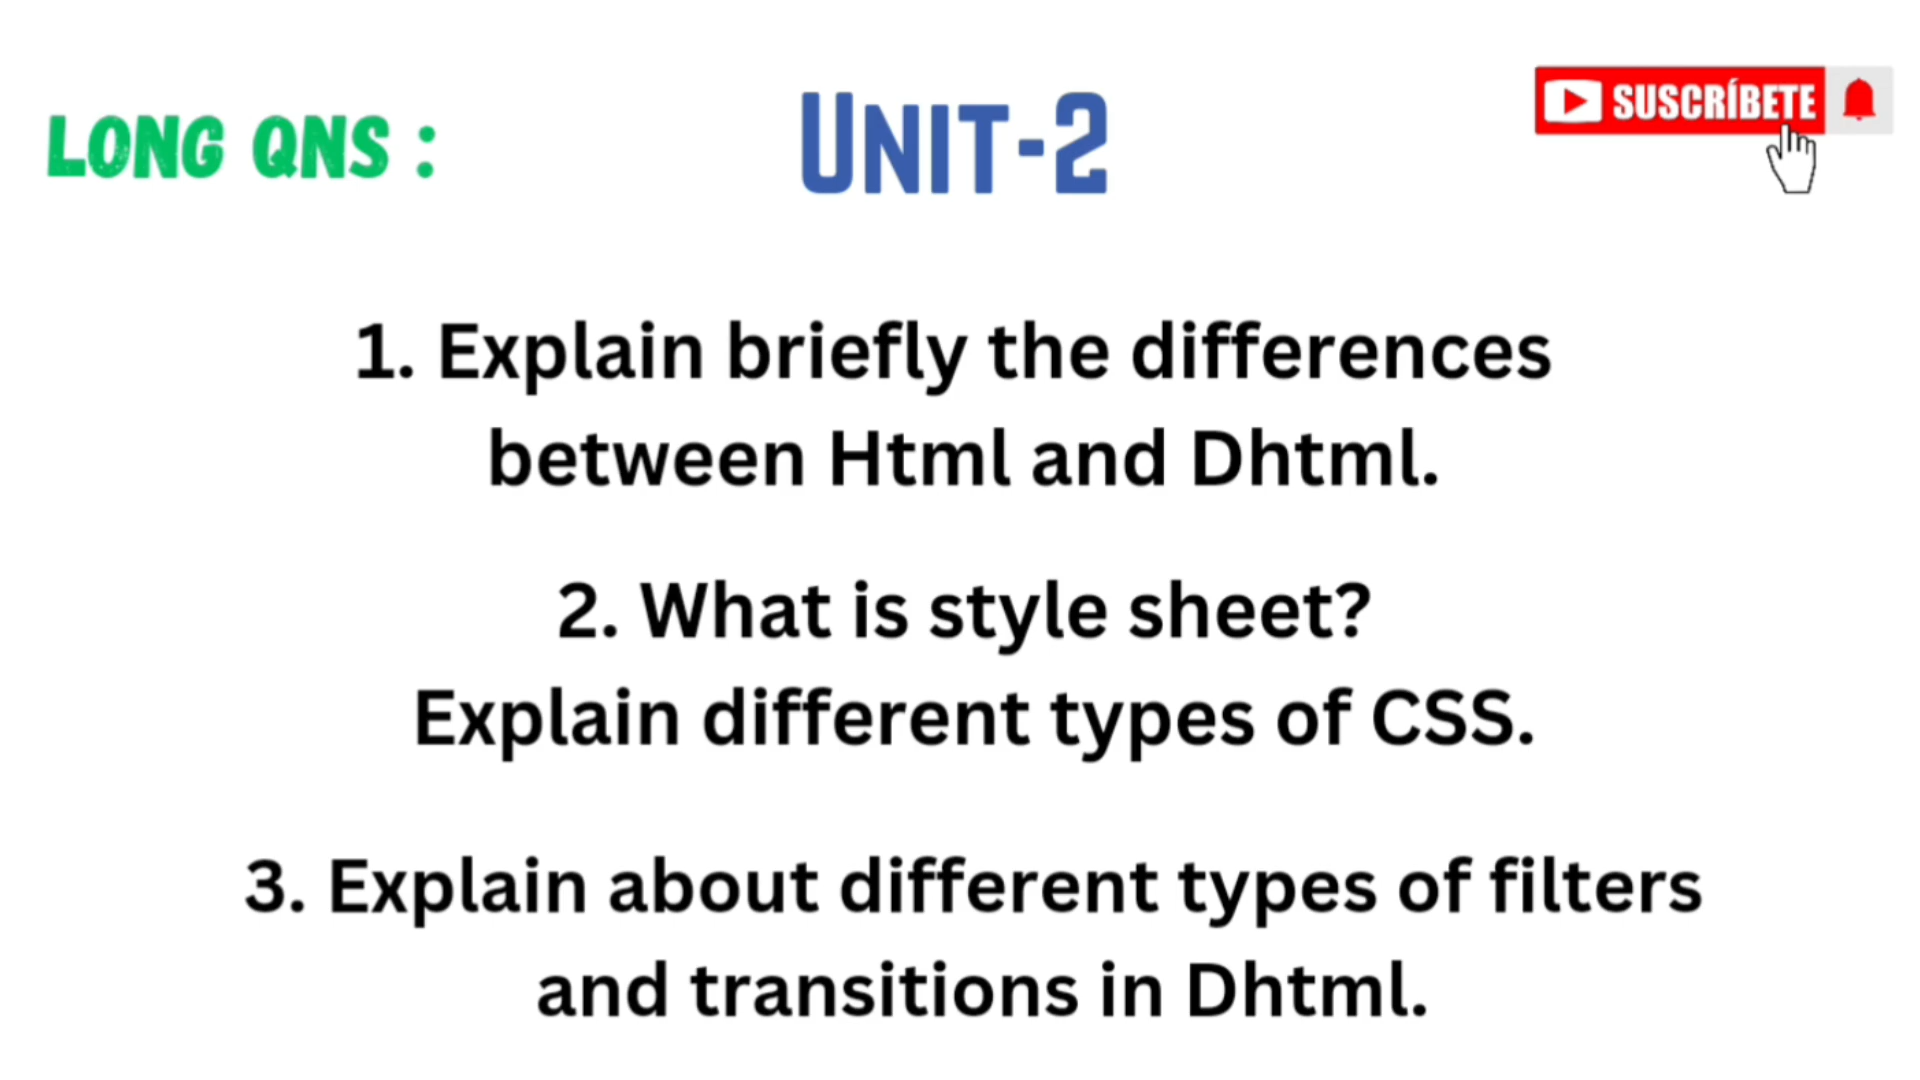 LONG QNS :
UNIT-2
SUSCRÍBETE
1. Explain briefly the differences
between Html and Dhtml.
2. What is style sheet?
Explain different types of CSS.
3. Explain about different types of filters
and transitions in Dhtml.